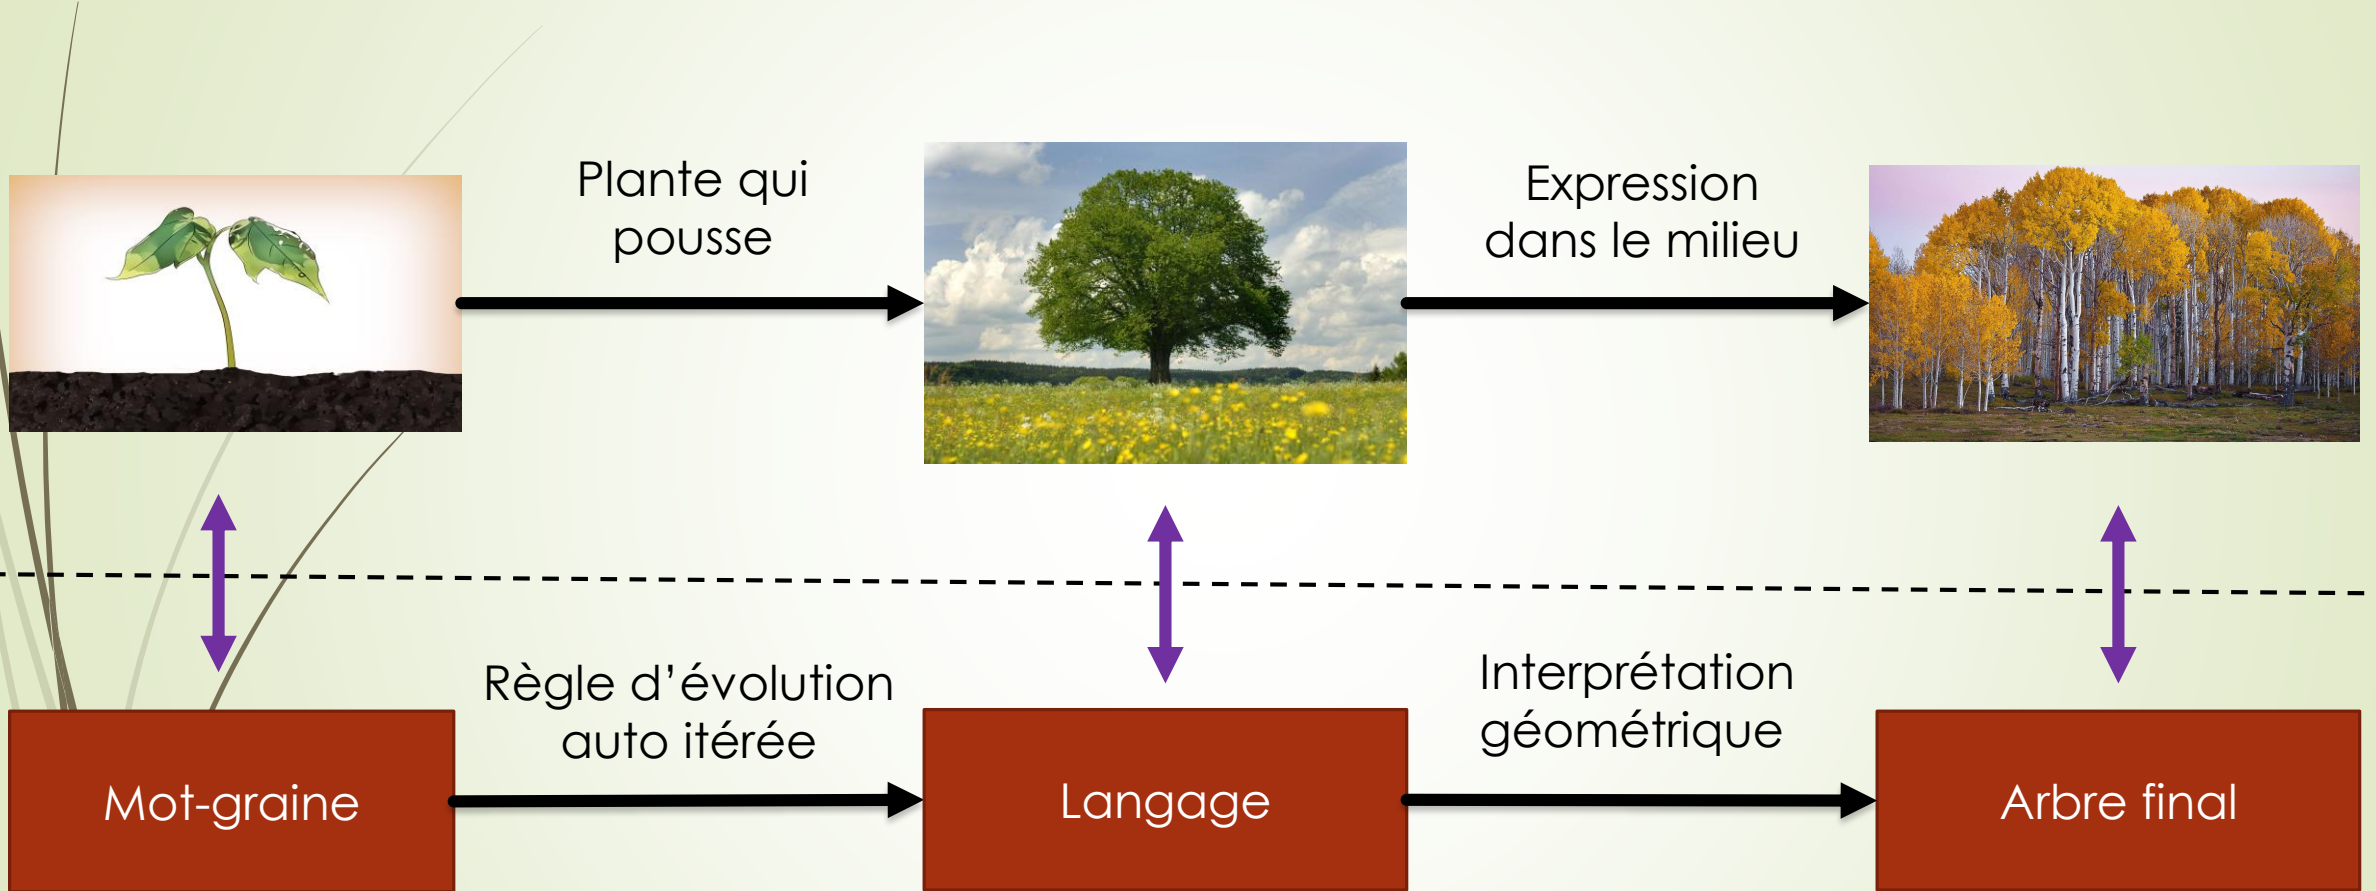 Plante qui
pousse
Expression
dans le milieu
Règle d’évolution
auto itérée
Interprétation
géométrique
Mot-graine
Langage
Arbre final